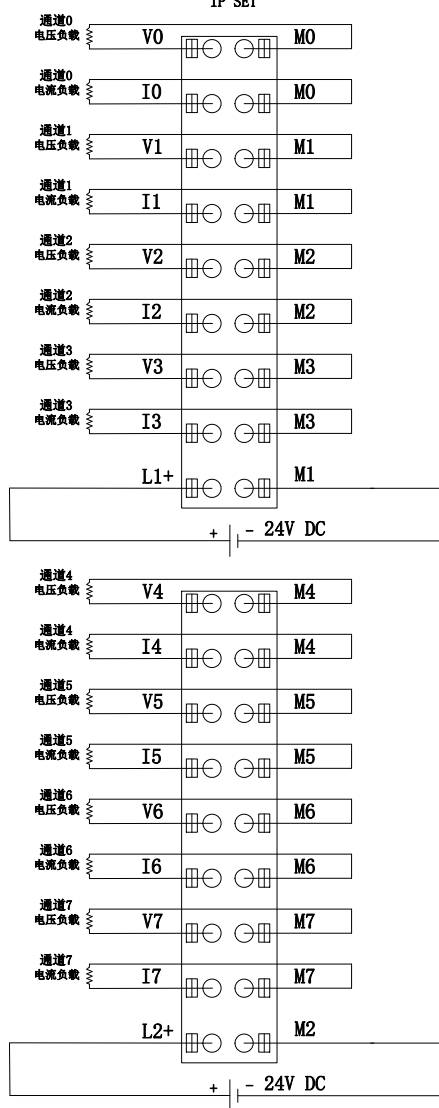 IP SET
通道0
电压负载
V0 M0
通道0
电流负载
I0 M0
通道1
电压负载
V1 M1
通道1
电流负载
I1 M1
通道2
电压负载
V2 M2
通道2
电流负载
I2 M2
通道3
电压负载
V3 M3
通道3
电流负载
I3 M3
L1+ M1
+ - 24V DC
通道4
电压负载
V4 M4
通道4
电流负载
I4 M4
通道5
电压负载
V5 M5
通道5
电流负载
I5 M5
通道6
电压负载
V6 M6
通道6
电流负载
I6 M6
通道7
电压负载
V7 M7
通道7
电流负载
I7 M7
L2+ M2
+ - 24V DC